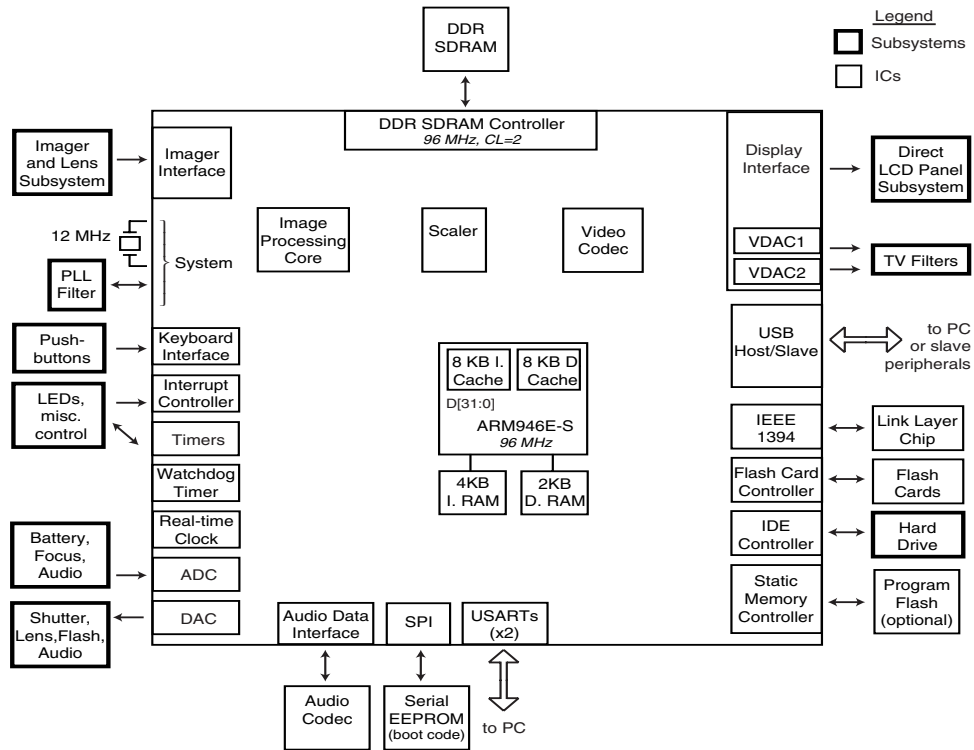 DDR
SDRAM
Legend
Subsystems
ICs
DDR SDRAM Controller
96 MHz, CL=2
Imager
and Lens
Subsystem
Imager
Interface
Display
Interface
Direct
LCD Panel
Subsystem
12 MHz
System
PLL
Filter
Image
Processing
Core
Scaler
Video
Codec
VDAC1
VDAC2
TV Filters
Push-
buttons
Keyboard
Interface
USB
Host/Slave
to PC
or slave
peripherals
LEDs,
misc.
control
Interrupt
Controller
Timers
8 KB I.
Cache
8 KB D
Cache
D[31:0]
ARM946E-S
96 MHz
4KB
I. RAM
2KB
D. RAM
IEEE
1394
Link Layer
Chip
Watchdog
Timer
Flash Card
Controller
Flash
Cards
Real-time
Clock
IDE
Controller
Hard
Drive
Battery,
Focus,
Audio
ADC
Static
Memory
Controller
Program
Flash
(optional)
Shutter,
Lens,Flash,
Audio
DAC
Audio Data
Interface
SPI
USARTs
(x2)
Audio
Codec
Serial
EEPROM
(boot code)
to PC